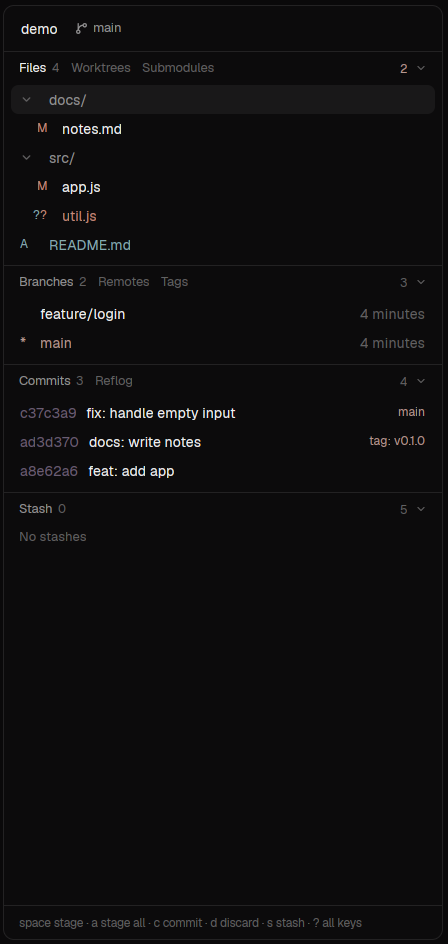 demo main
Files 4 Worktrees Submodules 2
docs/
M notes.md
src/
M app.js
?? util.js
A README.md
Branches 2 Remotes Tags 3
feature/login 4 minutes
* main 4 minutes
Commits 3 Reflog 4
c37c3a9 fix: handle empty input main
ad3d370 docs: write notes tag: v0.1.0
a8e62a6 feat: add app
Stash 0 5
No stashes
space stage · a stage all · c commit · d discard · s stash · ? all keys